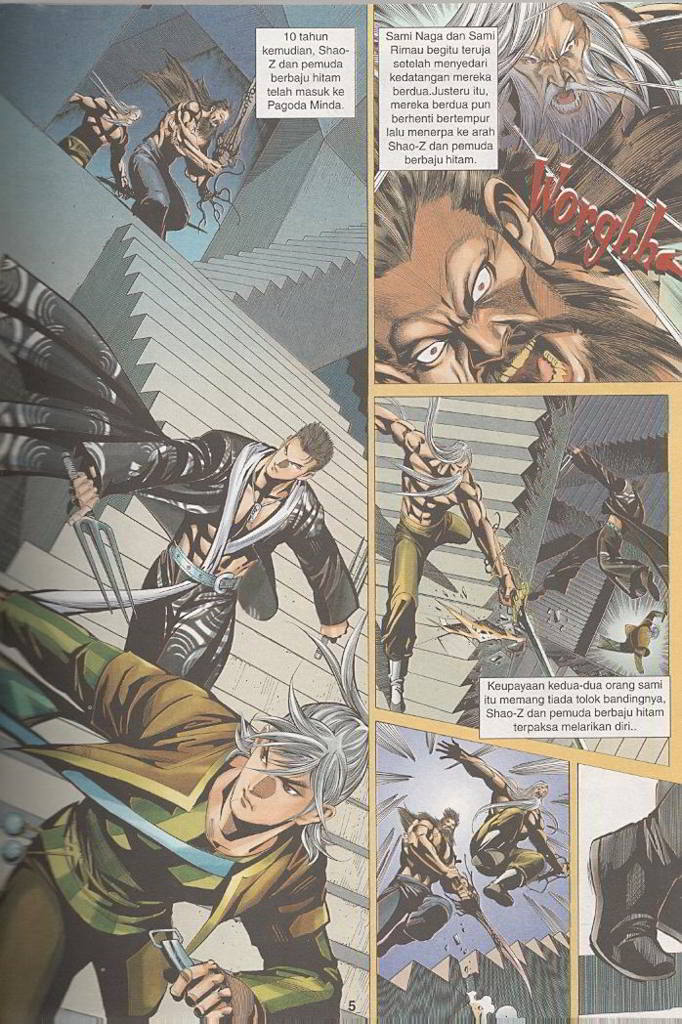 10 tahun
kemudian, Shao-
Z dan pemuda
berbaju hitam
telah masuk ke
Pagoda Minda.
Sami Naga dan Sami
Rimau begitu teruja
setelah menyedari
kedatangan mereka
berdua.Justeru itu,
mereka berdua pun
berhenti bertempur
lalu menerpa ke arah
Shao-Z dan pemuda
berbaju hitam.
Worghhh
Keupayaan kedua-dua orang sami
itu memang tiada tolok bandingnya,
Shao-Z dan pemuda berbaju hitam
terpaksa melarikan diri..
5